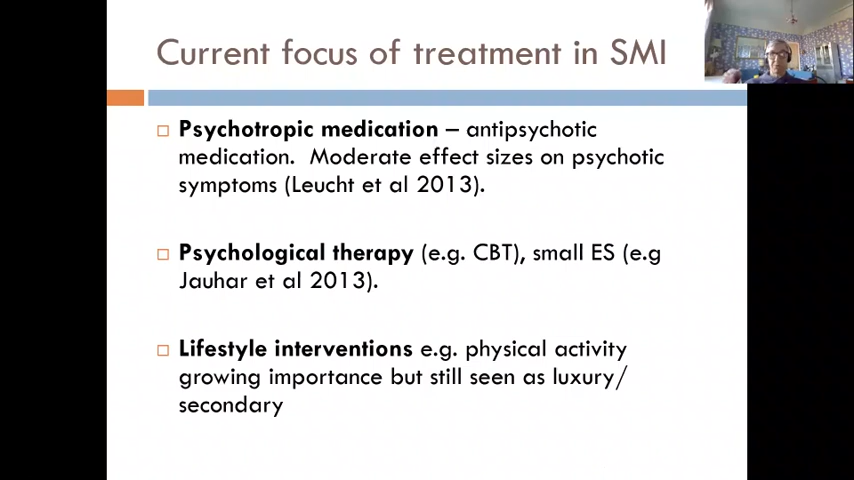 Current focus of treatment in SMI
Psychotropic medication – antipsychotic
medication.  Moderate effect sizes on psychotic
symptoms (Leucht et al 2013).
Psychological therapy (e.g. CBT), small ES (e.g
Jauhar et al 2013).
Lifestyle interventions e.g. physical activity
growing importance but still seen as luxury/
secondary